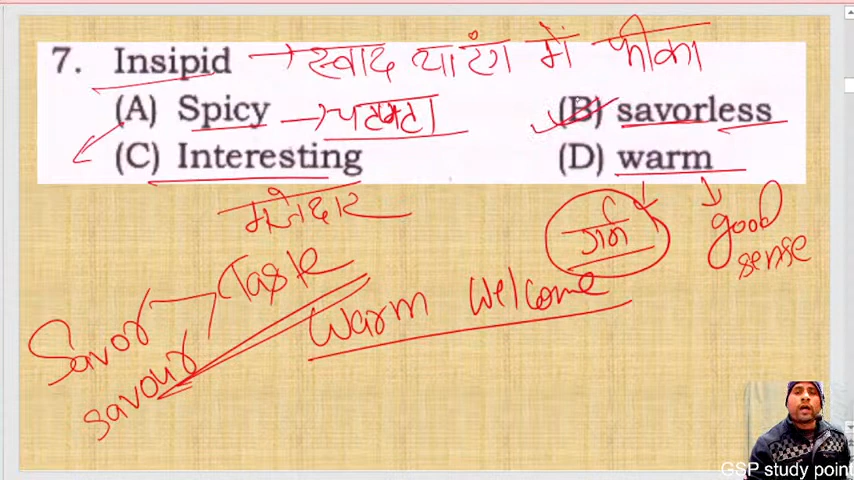 7. Insipid → स्वाद या रंग में फीका
(A) Spicy → चटपटा (B) savorless
(C) Interesting (D) warm
मजेदार गर्म good sense
Savor → Taste
savour
Warm welcome
GSP study point